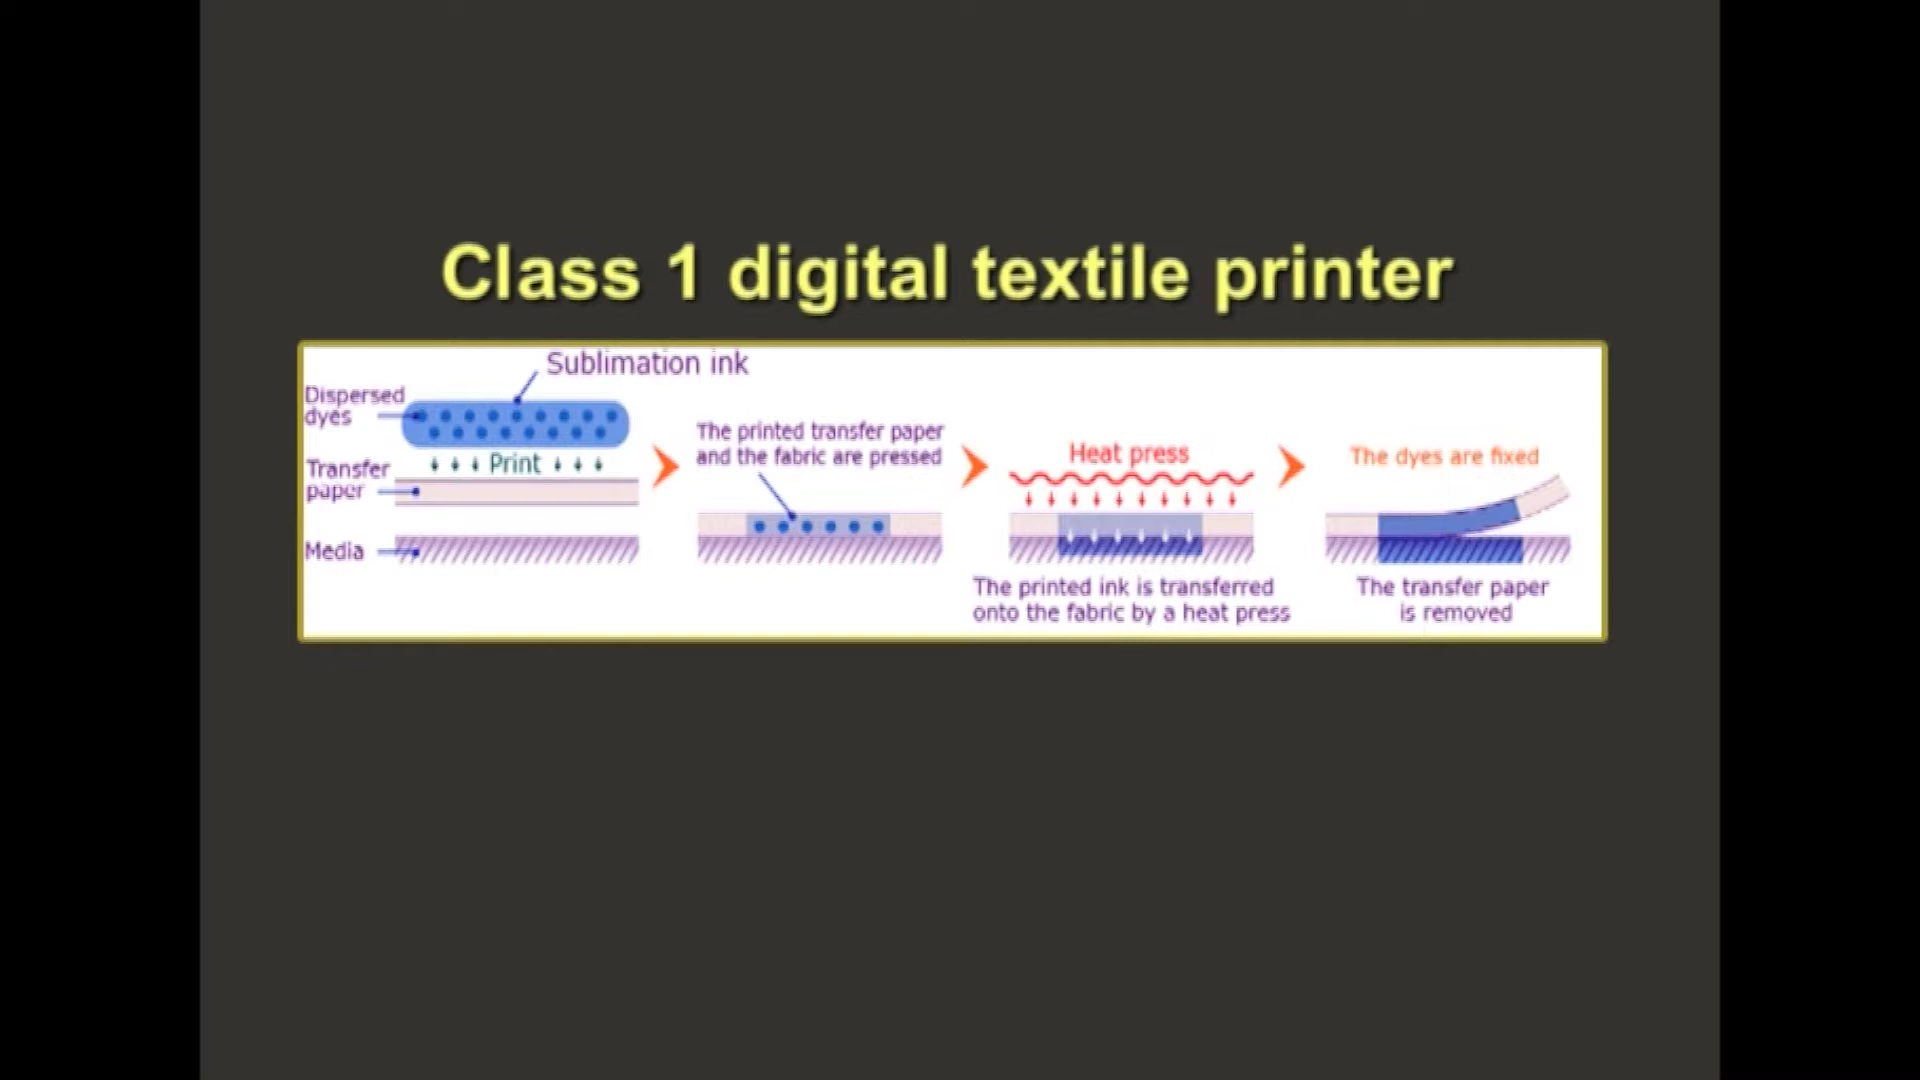 Class 1 digital textile printer
Sublimation ink
Dispersed
dyes
Print
Transfer
paper
Media
The printed transfer paper
and the fabric are pressed
Heat press
The printed ink is transferred
onto the fabric by a heat press
The dyes are fixed
The transfer paper
is removed